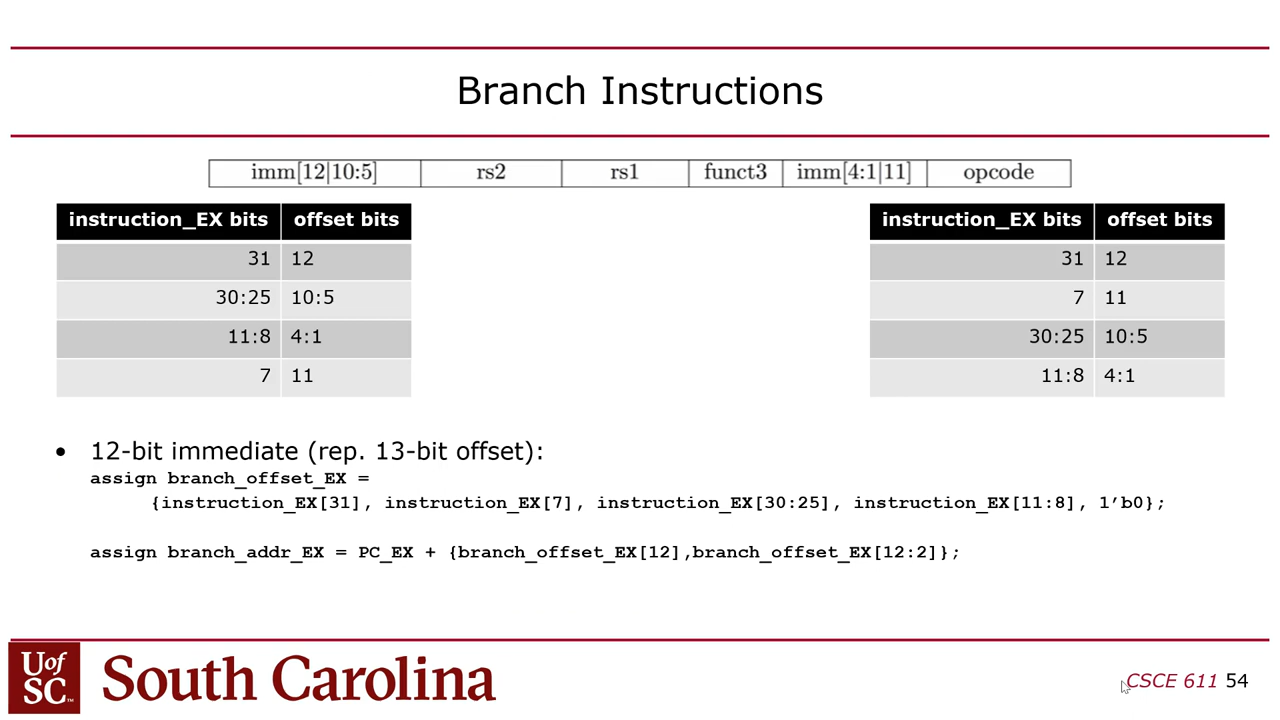 Branch Instructions
imm[12|10:5] rs2 rs1 funct3 imm[4:1|11] opcode
instruction_EX bits offset bits
31 12
30:25 10:5
11:8 4:1
7 11
instruction_EX bits offset bits
31 12
7 11
30:25 10:5
11:8 4:1
• 12-bit immediate (rep. 13-bit offset):
assign branch_offset_EX =
{instruction_EX[31], instruction_EX[7], instruction_EX[30:25], instruction_EX[11:8], 1’b0};
assign branch_addr_EX = PC_EX + {branch_offset_EX[12],branch_offset_EX[12:2]};
U of
SC™
South Carolina
CSCE 611 54